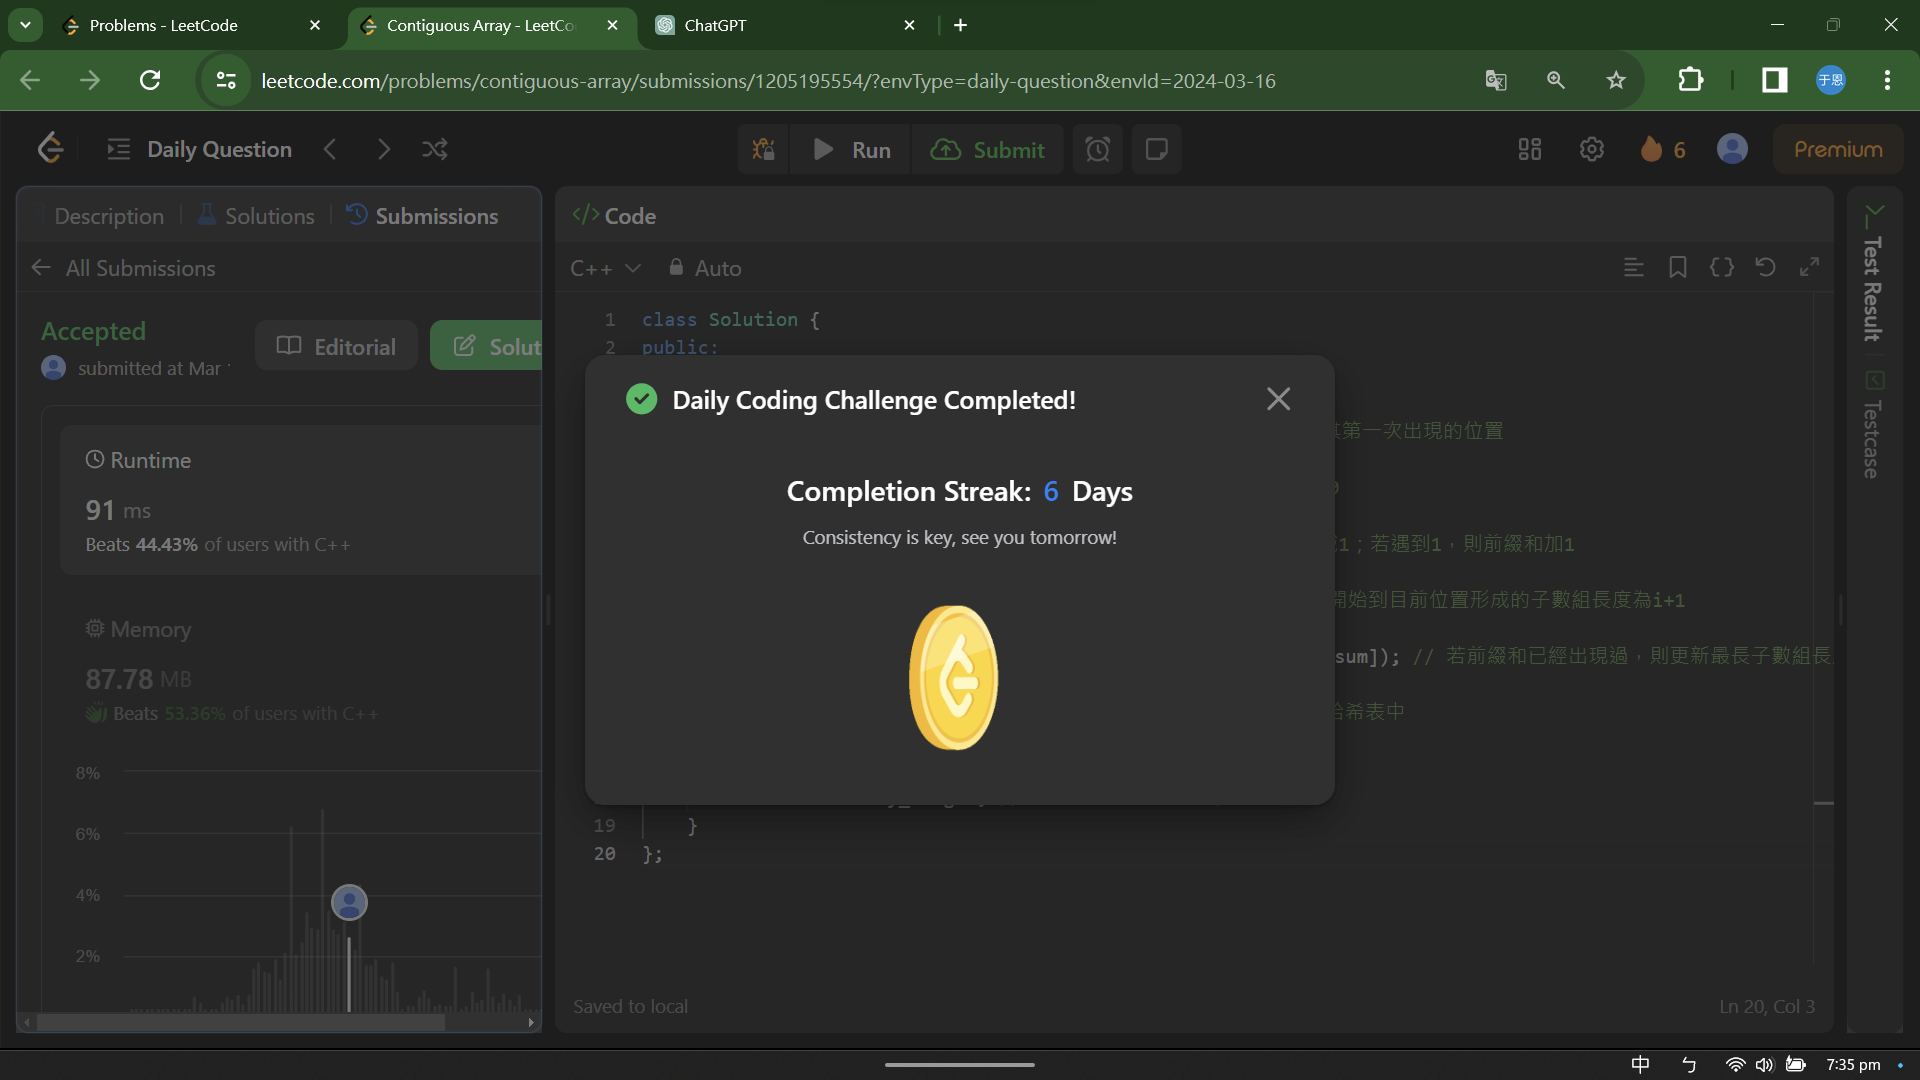 Problems - LeetCode
Contiguous Array - LeetCo
ChatGPT
leetcode.com/problems/contiguous-array/submissions/1205195554/?envType=daily-question&envId=2024-03-16
于恩
Daily Question
Run
Submit
6
Premium
Description
Solutions
Submissions
All Submissions
Accepted
submitted at Mar
Editorial
Solut
Runtime
91 ms
Beats 44.43% of users with C++
Memory
87.78 MB
Beats 53.36% of users with C++
8%
6%
4%
2%
</> Code
C++
Auto
1 class Solution {
2 public:
第一次出現的位置
1；若遇到1，則前綴和加1
開始到目前位置形成的子數組長度為i+1
sum]); // 若前綴和已經出現過，則更新最長子數組長
希表中
19 }
20 };
Saved to local
Ln 20, Col 3
Test Result
Testcase
Daily Coding Challenge Completed!
Completion Streak: 6 Days
Consistency is key, see you tomorrow!
中
ㄅ
7:35 pm